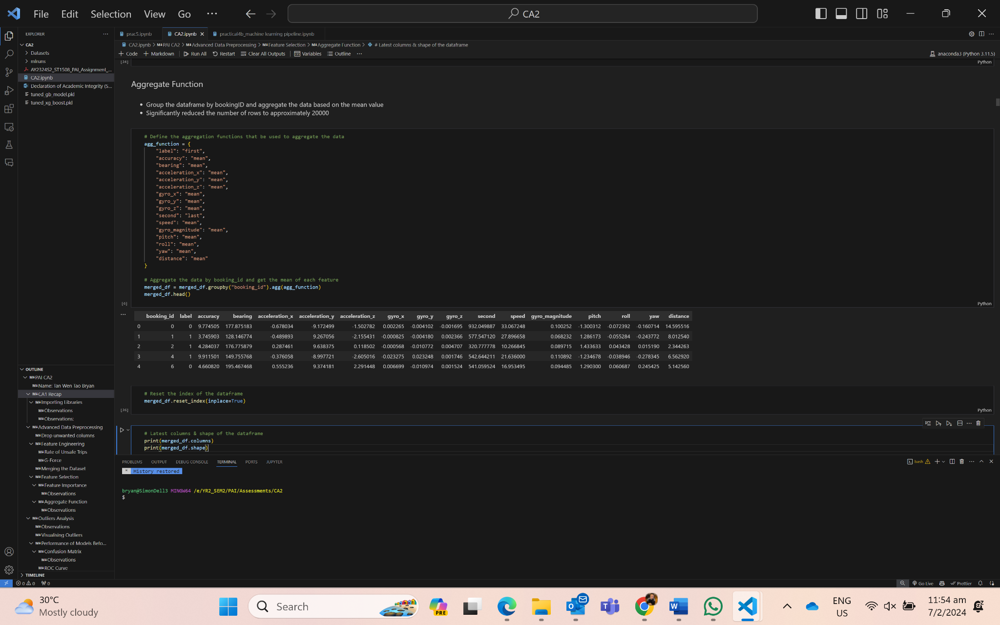 File Edit Selection View Go ··· CA2
EXPLORER ···
prac5.ipynb CA2.ipynb practical4b_machine learning pipeline.ipynb
CA2
Datasets
mlruns
AY2324S2_ST1508_PAI_Assignment_...
CA2.ipynb
Declaration of Academic Integrity (S...
tuned_gb_model.pkl
tuned_xg_boost.pkl
CA2.ipynb > M↓PAI CA2 > M↓Advanced Data Preprocessing > M↓Feature Selection > M↓Aggregate Function > # Latest columns & shape of the dataframe
+ Code + Markdown Run All Restart Clear All Outputs Variables Outline ··· anaconda3 (Python 3.11.5)
[24] Python
Aggregate Function
• Group the dataframe by bookingID and aggregate the data based on the mean value
• Significantly reduced the number of rows to approximately 20000
# Define the aggregation functions that be used to aggregate the data
agg_function = {
"label": "first",
"accuracy": "mean",
"bearing": "mean",
"acceleration_x": "mean",
"acceleration_y": "mean",
"acceleration_z": "mean",
"gyro_x": "mean",
"gyro_y": "mean",
"gyro_z": "mean",
"second": "last",
"speed": "mean",
"gyro_magnitude": "mean",
"pitch": "mean",
"roll": "mean",
"yaw": "mean",
"distance": "mean"
}
# Aggregate the data by booking_id and get the mean of each feature
merged_df = merged_df.groupby("booking_id").agg(agg_function)
merged_df.head()
[6] Python
booking_id label accuracy bearing acceleration_x acceleration_y acceleration_z gyro_x gyro_y gyro_z second speed gyro_magnitude pitch roll yaw distance
0 0 0 9.774505 177.875183 -0.678034 -9.172499 -1.502782 0.002265 -0.004102 -0.001695 932.049887 33.067248 0.100252 -1.300312 -0.072392 -0.160714 14.595516
1 1 1 3.745903 128.146774 -0.489893 9.267056 -2.155431 -0.000825 -0.004180 0.002366 577.547120 27.896658 0.068232 1.286173 -0.055284 -0.243772 8.012540
2 2 1 4.284037 176.775879 0.287461 9.638375 0.118502 -0.000568 -0.010772 0.004707 320.777778 10.266845 0.089715 1.433633 0.043428 0.015190 2.344263
3 4 1 9.911501 149.755768 -0.376058 -8.997721 -2.605016 -0.023275 0.023248 0.001746 542.644211 21.636000 0.110892 -1.234678 -0.038946 -0.278345 6.562920
4 6 0 4.660820 195.467468 0.555236 9.374181 2.291448 0.006699 -0.010974 0.001524 541.059524 16.953495 0.094485 1.290300 0.060687 0.245425 5.142560
# Reset the index of the dataframe
merged_df.reset_index(inplace=True)
[26] Python
# Latest columns & shape of the dataframe
print(merged_df.columns)
print(merged_df.shape)
OUTLINE
M↓PAI CA2
M↓Name: Tan Wen Tao Bryan
M↓CA1 Recap
M↓Importing Libraries
M↓Observations
M↓Observations:
M↓Advanced Data Preprocessing
M↓Drop unwanted columns
M↓Feature Engineering
M↓Rate of Unsafe Trips
M↓G-Force
M↓Merging the Dataset
M↓Feature Selection
M↓Feature Importance
M↓Observations
M↓Aggregate Function
M↓Observations
M↓Outliers Analysis
M↓Observations
M↓Visualising Outliers
M↓Performance of Models Befo...
M↓Confusion Matrix
M↓Observations
M↓ROC Curve
TIMELINE
PROBLEMS OUTPUT DEBUG CONSOLE TERMINAL PORTS JUPYTER bash
* History restored
bryan@SimonDell3 MINGW64 /e/YR2_SEM2/PAI/Assessments/CA2
$
0 0 0 Go Live Prettier
30°C
Mostly cloudy
Search
PRE
ENG
US
11:54 am
7/2/2024